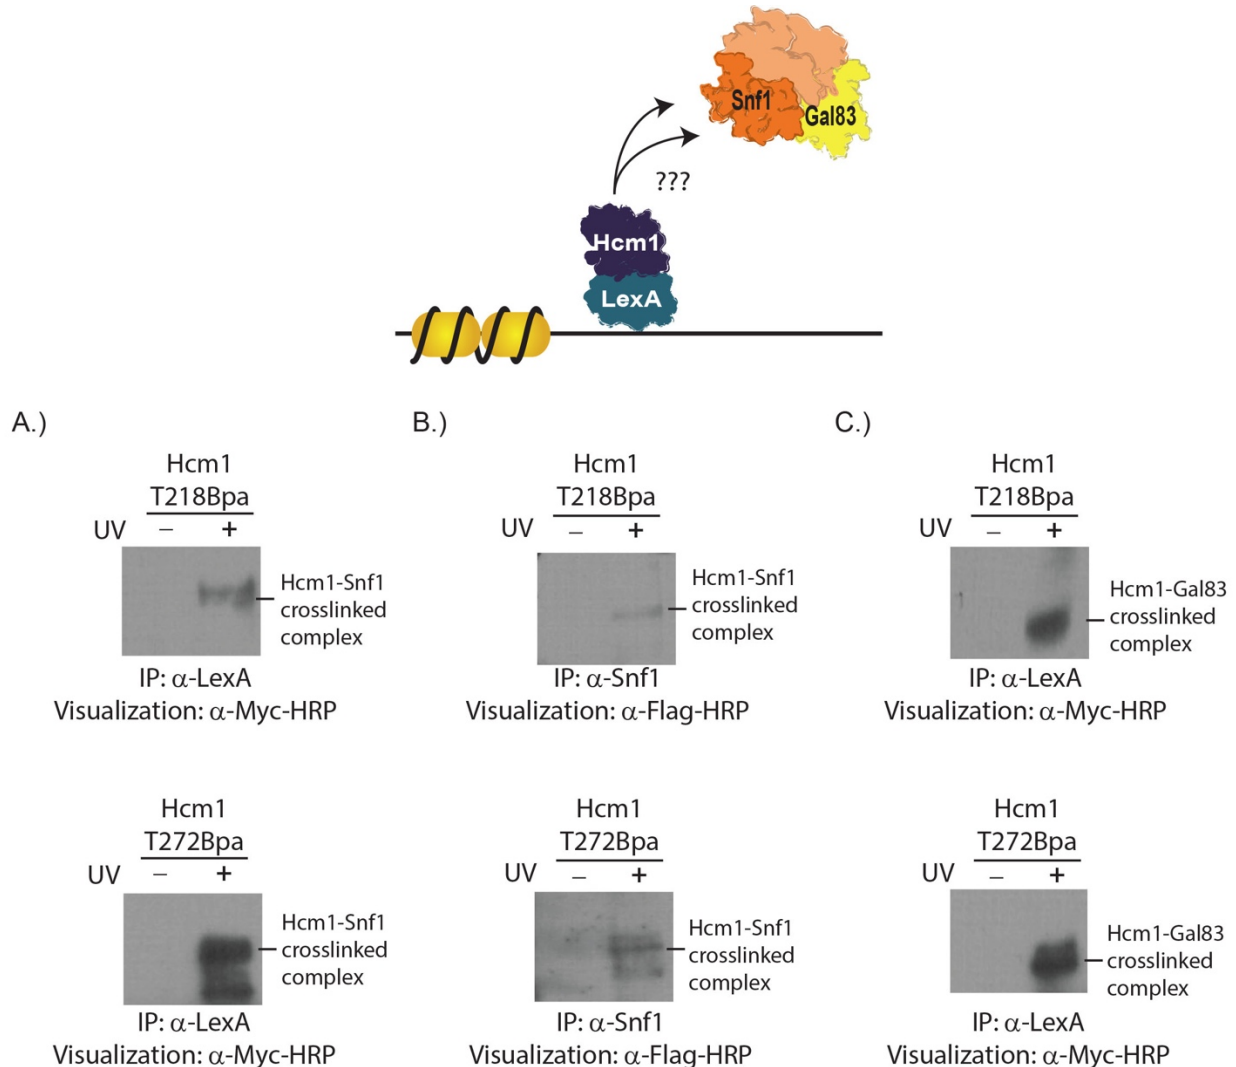 Snf1
Gal83
???
Hcm1
LexA
A.)
B.)
C.)
Hcm1
T218Bpa
UV – +
Hcm1-Snf1
crosslinked
complex
IP: α-LexA
Visualization: α-Myc-HRP
Hcm1
T218Bpa
UV – +
Hcm1-Snf1
crosslinked
complex
IP: α-Snf1
Visualization: α-Flag-HRP
Hcm1
T218Bpa
UV – +
Hcm1-Gal83
crosslinked
complex
IP: α-LexA
Visualization: α-Myc-HRP
Hcm1
T272Bpa
UV – +
Hcm1-Snf1
crosslinked
complex
IP: α-LexA
Visualization: α-Myc-HRP
Hcm1
T272Bpa
UV – +
Hcm1-Snf1
crosslinked
complex
IP: α-Snf1
Visualization: α-Flag-HRP
Hcm1
T272Bpa
UV – +
Hcm1-Gal83
crosslinked
complex
IP: α-LexA
Visualization: α-Myc-HRP